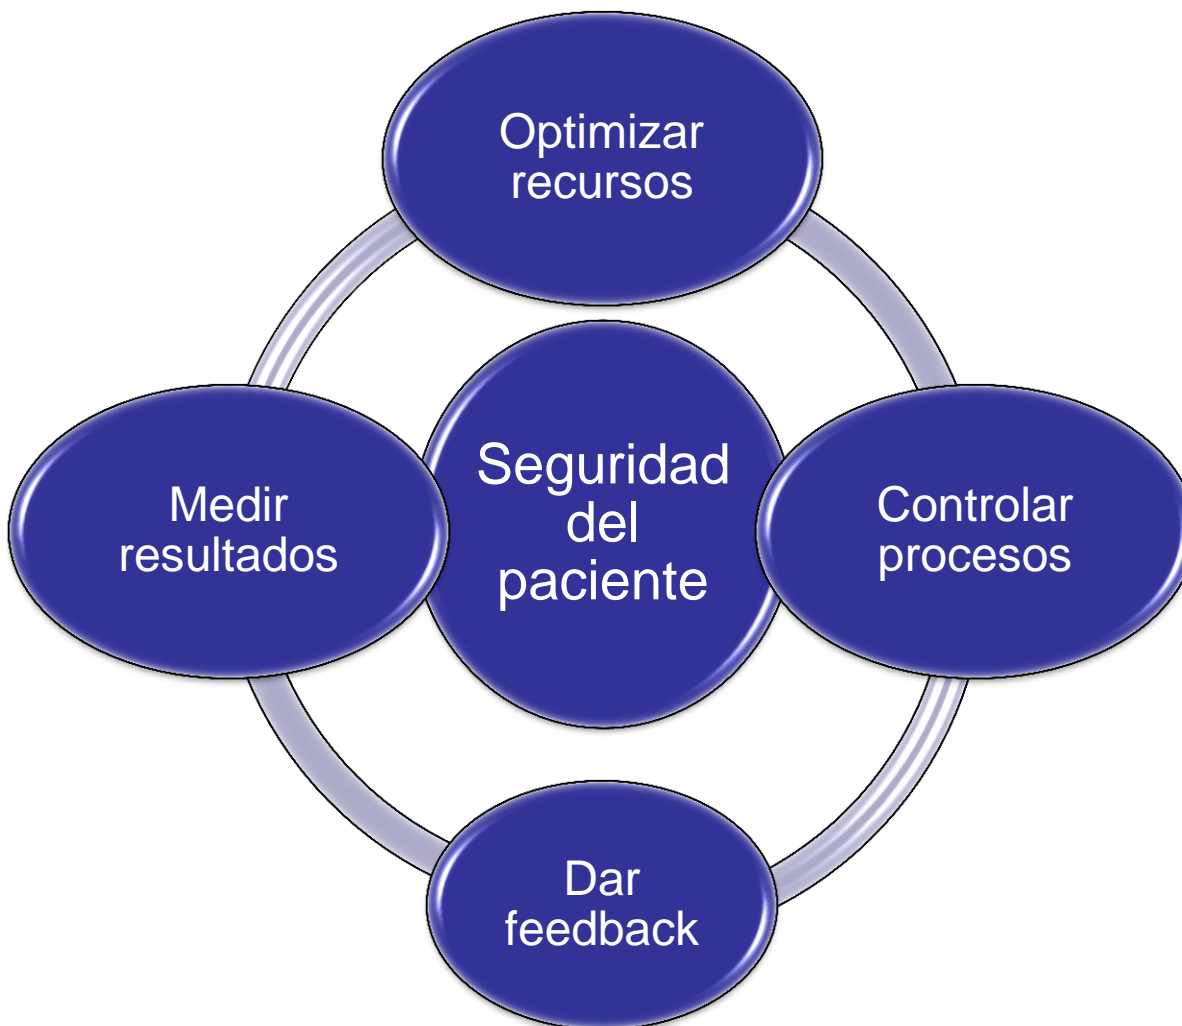 Optimizar
recursos
Seguridad
del
paciente
Medir
resultados
Controlar
procesos
Dar
feedback